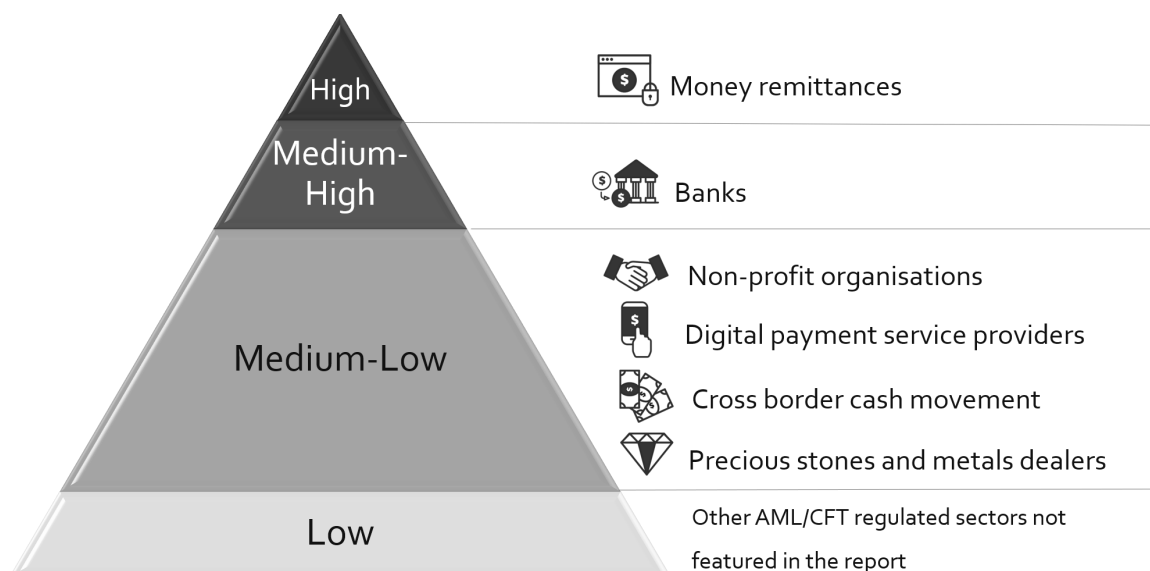 High
Money remittances
Medium-
High
Banks
Medium-Low
Non-profit organisations
Digital payment service providers
Cross border cash movement
Precious stones and metals dealers
Low
Other AML/CFT regulated sectors not
featured in the report